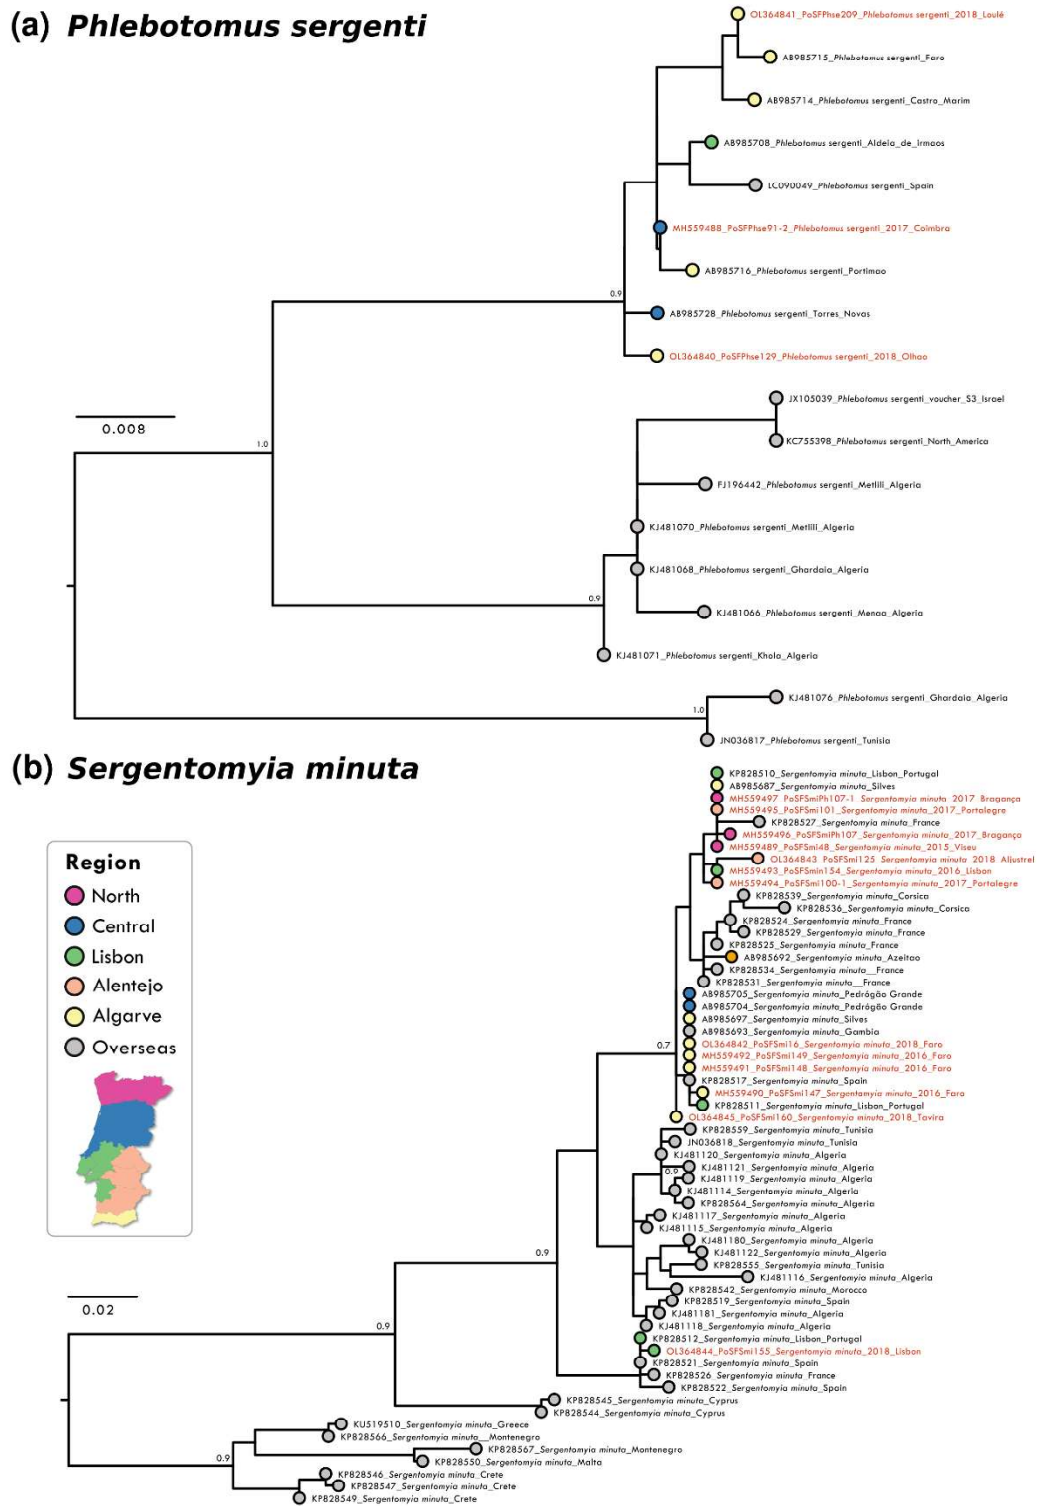 (a) Phlebotomus sergenti
OL364841_PoSFPhse209_Phlebotomus sergenti_2018_Loulé
AB985715_Phlebotomus sergenti_Faro
AB985714_Phlebotomus sergenti_Castro_Marim
AB985708_Phlebotomus sergenti_Aldeia_de_irmaos
LC090049_Phlebotomus sergenti_Spain
MH559488_PoSFPhse91-2_Phlebotomus sergenti_2017_Coimbra
AB985716_Phlebotomus sergenti_Portimao
0.9
AB985728_Phlebotomus sergenti_Torres_Novas
OL364840_PoSFPhse129_Phlebotomus sergenti_2018_Olhao
JX105039_Phlebotomus sergenti_voucher_S3_Israel
0.008
KC755398_Phlebotomus sergenti_North_America
1.0
FJ196442_Phlebotomus sergenti_Metlili_Algeria
KJ481070_Phlebotomus sergenti_Metlili_Algeria
KJ481068_Phlebotomus sergenti_Ghardaia_Algeria
0.9
KJ481066_Phlebotomus sergenti_Menaa_Algeria
KJ481071_Phlebotomus sergenti_Khola_Algeria
KJ481076_Phlebotomus sergenti_Ghardaia_Algeria
1.0
JN036817_Phlebotomus sergenti_Tunisia
(b) Sergentomyia minuta
KP828510_Sergentomyia minuta_Lisbon_Portugal
AB985687_Sergentomyia minuta_Silves
MH559497_PoSFSmiPh107-1_Sergentomyia minuta_2017_Bragança
MH559495_PoSFSmi101_Sergentomyia minuta_2017_Portalegre
KP828527_Sergentomyia minuta_France
MH559496_PoSFSmiPh107_Sergentomyia minuta_2017_Bragança
MH559489_PoSFSmi48_Sergentomyia minuta_2015_Viseu
OL364843_PoSFSmi125_Sergentomyia minuta_2018_Aljustrel
MH559493_PoSFSmin154_Sergentomyia minuta_2016_Lisbon
MH559494_PoSFSmi100-1_Sergentomyia minuta_2017_Portalegre
KP828539_Sergentomyia minuta_Corsica
KP828536_Sergentomyia minuta_Corsica
KP828524_Sergentomyia minuta_France
KP828529_Sergentomyia minuta_France
KP828525_Sergentomyia minuta_France
AB985692_Sergentomyia minuta_Azeitao
KP828534_Sergentomyia minuta__France
KP828531_Sergentomyia minuta__France
AB985705_Sergentomyia minuta_Pedrógão Grande
AB985704_Sergentomyia minuta_Pedrógão Grande
AB985697_Sergentomyia minuta_Silves
AB985693_Sergentomyia minuta_Gambia
0.7
OL364842_PoSFSmi16_Sergentomyia minuta_2018_Faro
MH559492_PoSFSmi149_Sergentomyia minuta_2016_Faro
MH559491_PoSFSmi148_Sergentomyia minuta_2016_Faro
KP828517_Sergentomyia minuta_Spain
MH559490_PoSFSmi147_Sergentamyia minuta_2016_Faro
KP828511_Sergentomyia minuta_Lisbon_Portugal
OL364845_PoSFSmi160_Sergentomyia minuta_2018_Tavira
KP828559_Sergentomyia minuta_Tunisia
JN036818_Sergentomyia minuta_Tunisia
KJ481120_Sergentomyia minuta_Algeria
KJ481121_Sergentomyia minuta_Algeria
0.9
KJ481119_Sergentomyia minuta_Algeria
KJ481114_Sergentomyia minuta_Algeria
KP828564_Sergentomyia minuta_Algeria
KJ481117_Sergentomyia minuta_Algeria
KJ481115_Sergentomyia minuta_Algeria
KJ481180_Sergentomyia minuta_Algeria
KJ481122_Sergentomyia minuta_Algeria
0.9
KP828555_Sergentomyia minuta_Tunisia
KJ481116_Sergentomyia minuta_Algeria
KP828542_Sergentomyia minuta_Morocco
KP828519_Sergentomyia minuta_Spain
KJ481181_Sergentomyia minuta_Algeria
KJ481118_Sergentomyia minuta_Algeria
0.9
KP828512_Sergentomyia minuta_Lisbon_Portugal
OL364844_PoSFSmi155_Sergentomyia minuta_2018_Lisbon
KP828521_Sergentomyia minuta_Spain
KP828526_Sergentomyia minuta_France
KP828522_Sergentomyia minuta_Spain
KP828545_Sergentomyia minuta_Cyprus
KP828544_Sergentomyia minuta_Cyprus
KU519510_Sergentomyia minuta_Greece
KP828566_Sergentomyia minuta__Montenegro
KP828567_Sergentomyia minuta_Montenegro
0.9
KP828550_Sergentomyia minuta_Malta
KP828546_Sergentomyia minuta_Crete
KP828547_Sergentomyia minuta_Crete
KP828549_Sergentomyia minuta_Crete
Region
North
Central
Lisbon
Alentejo
Algarve
Overseas
0.02